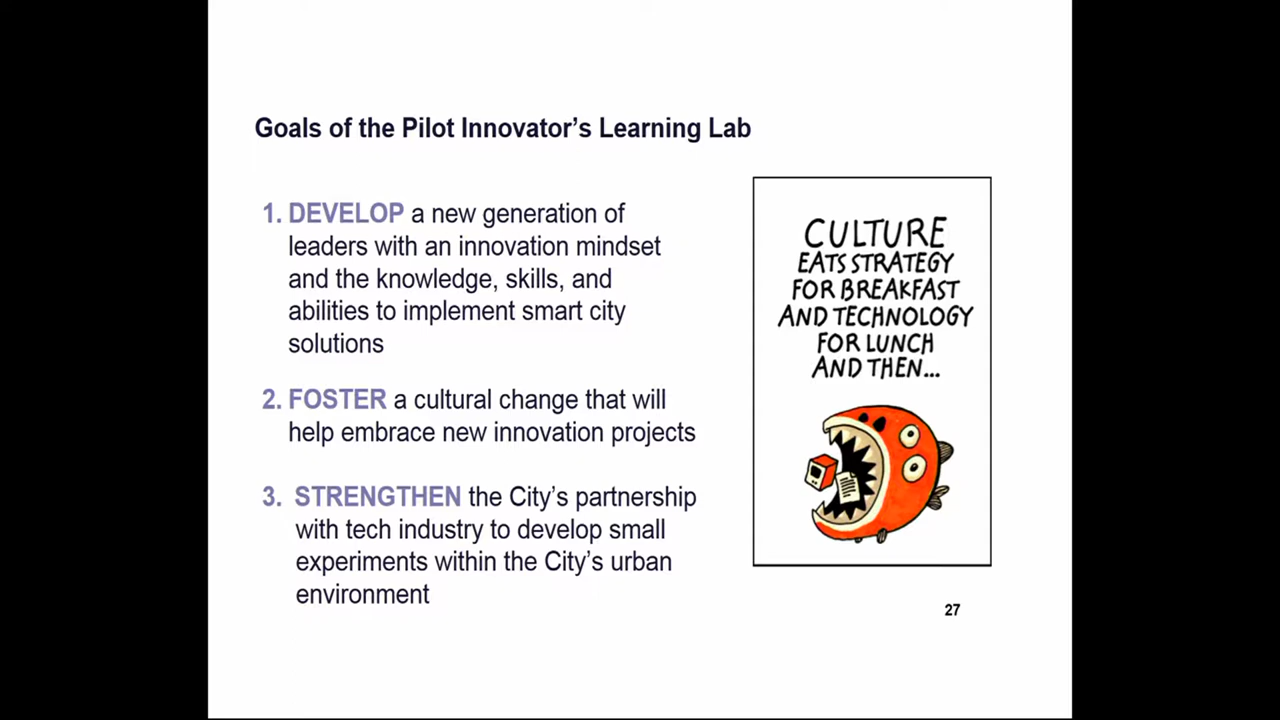 Goals of the Pilot Innovator's Learning Lab
1. DEVELOP a new generation of
leaders with an innovation mindset
and the knowledge, skills, and
abilities to implement smart city
solutions
2. FOSTER a cultural change that will
help embrace new innovation projects
3. STRENGTHEN the City's partnership
with tech industry to develop small
experiments within the City's urban
environment
CULTURE
EATS STRATEGY
FOR BREAKFAST
AND TECHNOLOGY
FOR LUNCH
AND THEN...
27